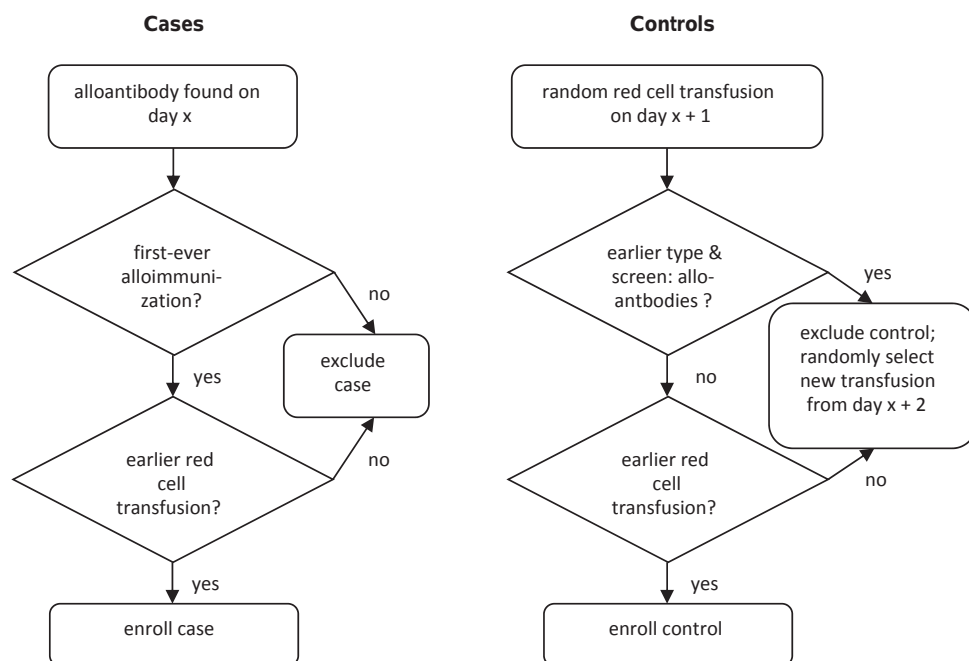 Cases
alloantibody found on
day x
first-ever
alloimmuni-
zation?
no
exclude
case
yes
earlier red
cell
transfusion?
no
yes
enroll case
Controls
random red cell transfusion
on day x + 1
earlier type &
screen: allo-
antibodies ?
yes
exclude control;
randomly select
new transfusion
from day x + 2
no
earlier red
cell
transfusion?
no
yes
enroll control